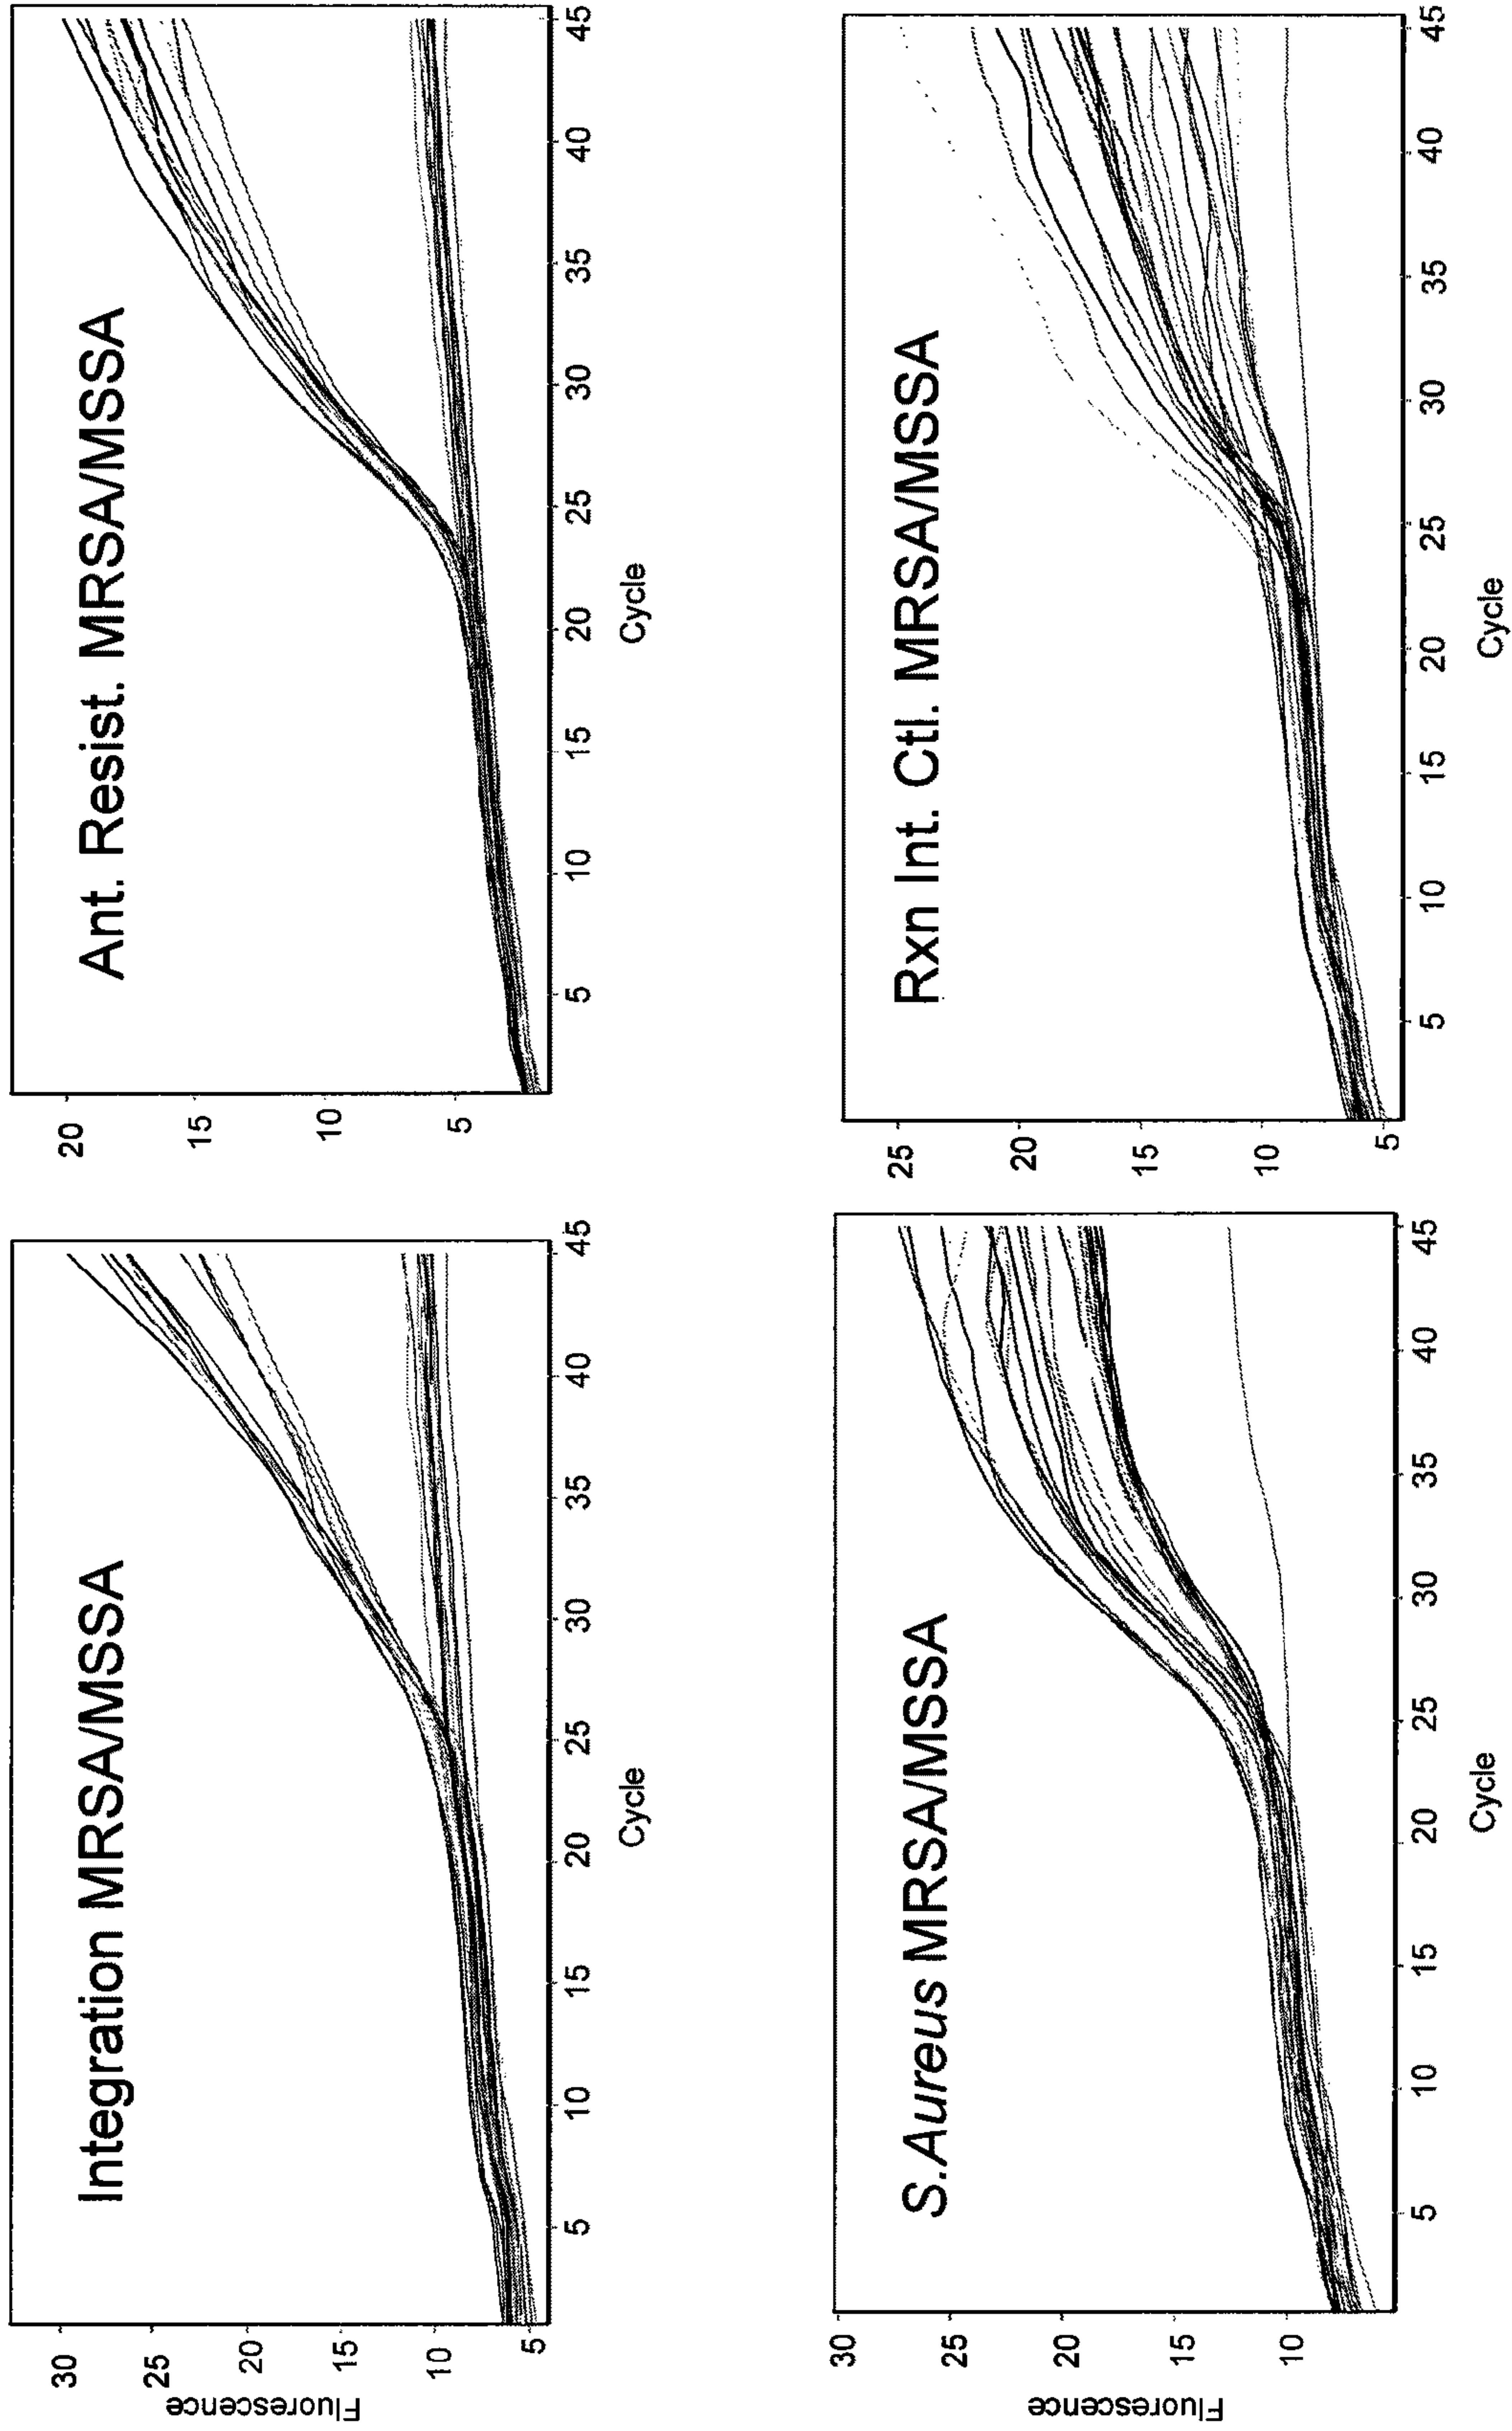 Integration MRSA/MSSA
Fluorescence
30
25
20
15
10
5
5 10 15 20 25 30 35 40 45
Cycle
Ant. Resist. MRSA/MSSA
20
15
10
5
5 10 15 20 25 30 35 40 45
Cycle
S.Aureus MRSA/MSSA
Fluorescence
30
25
20
15
10
5 10 15 20 25 30 35 40 45
Cycle
Rxn Int. Ctl. MRSA/MSSA
25
20
15
10
5
5 10 15 20 25 30 35 40 45
Cycle